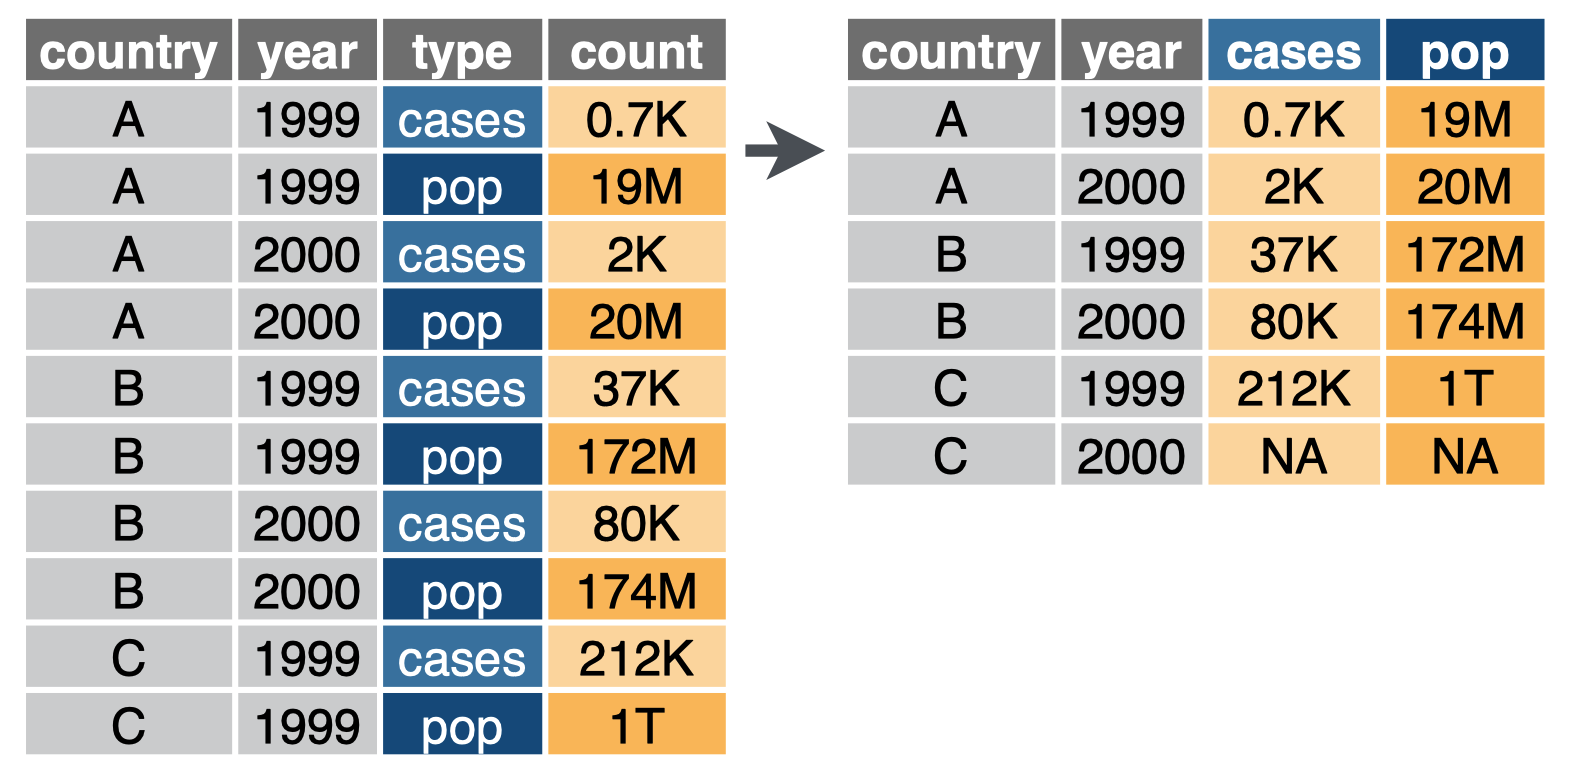 country year type count
A 1999 cases 0.7K
A 1999 pop 19M
A 2000 cases 2K
A 2000 pop 20M
B 1999 cases 37K
B 1999 pop 172M
B 2000 cases 80K
B 2000 pop 174M
C 1999 cases 212K
C 1999 pop 1T
country year cases pop
A 1999 0.7K 19M
A 2000 2K 20M
B 1999 37K 172M
B 2000 80K 174M
C 1999 212K 1T
C 2000 NA NA